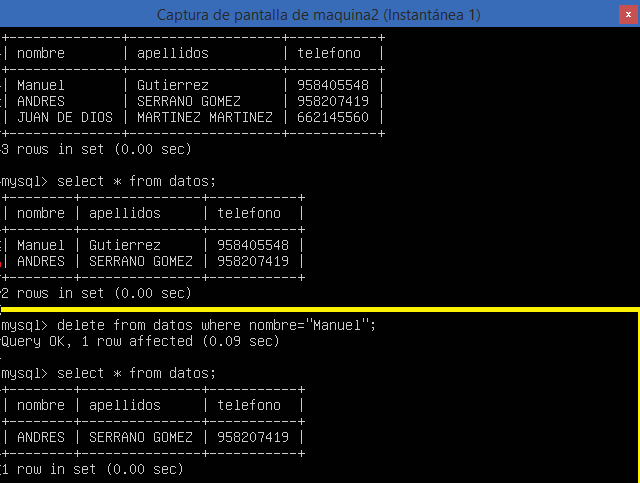 Captura de pantalla de maquina2 (Instantánea 1)
x
+--------------+-------------------+-----------+
| nombre       | apellidos         | telefono  |
+--------------+-------------------+-----------+
| Manuel       | Gutierrez         | 958405548 |
| ANDRES       | SERRANO GOMEZ     | 958207419 |
| JUAN DE DIOS | MARTINEZ MARTINEZ | 662145560 |
+--------------+-------------------+-----------+
3 rows in set (0.00 sec)
mysql> select * from datos;
+--------+---------------+-----------+
| nombre | apellidos     | telefono  |
+--------+---------------+-----------+
| Manuel | Gutierrez     | 958405548 |
| ANDRES | SERRANO GOMEZ | 958207419 |
+--------+---------------+-----------+
2 rows in set (0.00 sec)
mysql> delete from datos where nombre="Manuel";
Query OK, 1 row affected (0.09 sec)
mysql> select * from datos;
+--------+---------------+-----------+
| nombre | apellidos     | telefono  |
+--------+---------------+-----------+
| ANDRES | SERRANO GOMEZ | 958207419 |
+--------+---------------+-----------+
1 row in set (0.00 sec)